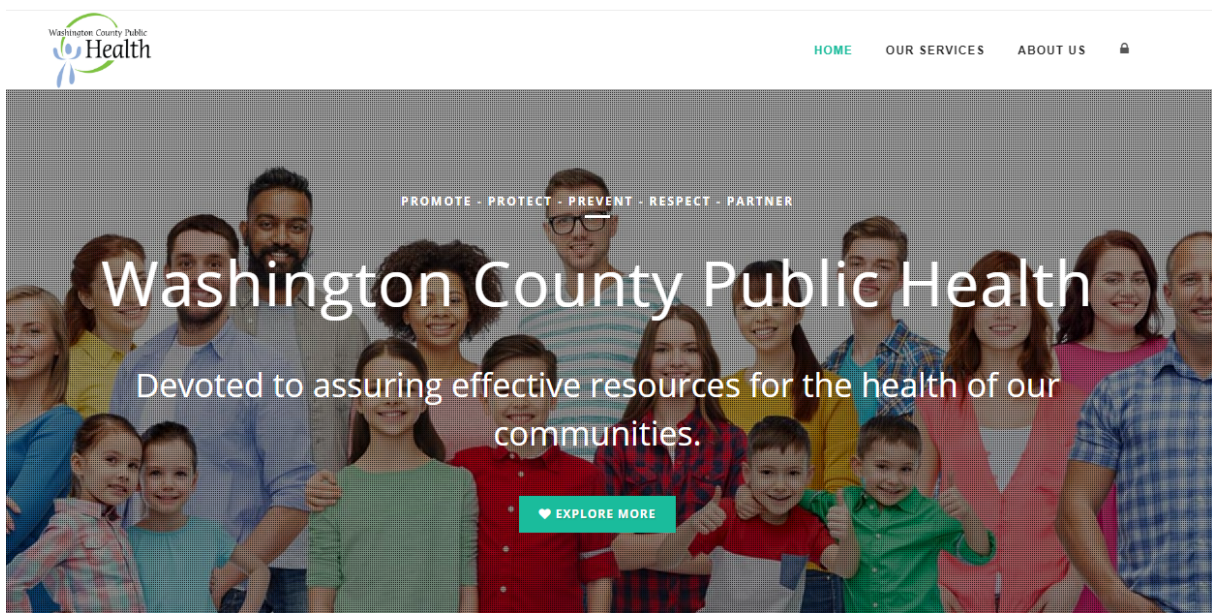 Washington County Public
Health
HOME OUR SERVICES ABOUT US
PROMOTE - PROTECT - PREVENT - RESPECT - PARTNER
Washington County Public Health
Devoted to assuring effective resources for the health of our
communities.
EXPLORE MORE